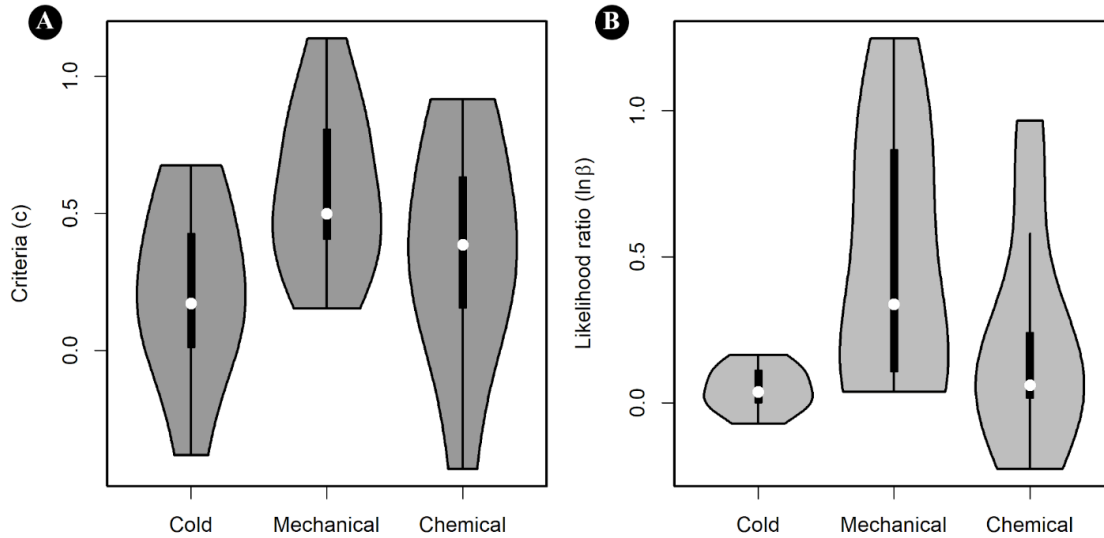 A
Criteria (c)
1.0
0.5
0.0
Cold Mechanical Chemical
B
Likelihood ratio (lnβ)
1.0
0.5
0.0
Cold Mechanical Chemical